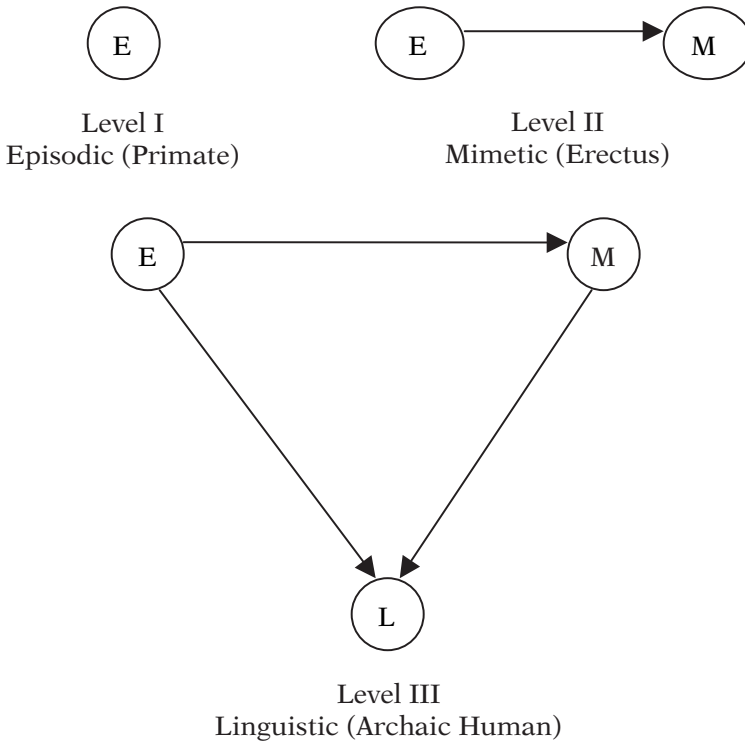 E
E
M
Level I
Episodic (Primate)
Level II
Mimetic (Erectus)
E
M
L
Level III
Linguistic (Archaic Human)